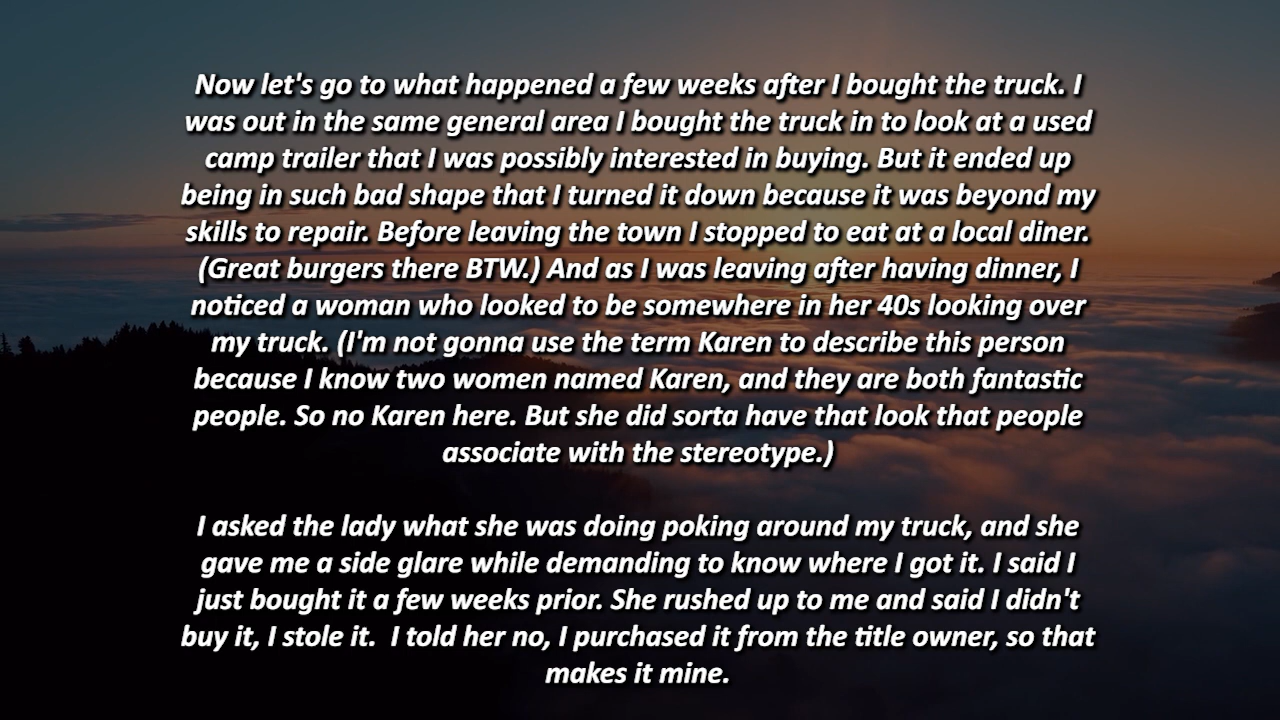 Now let's go to what happened a few weeks after I bought the truck. I
was out in the same general area I bought the truck in to look at a used
camp trailer that I was possibly interested in buying. But it ended up
being in such bad shape that I turned it down because it was beyond my
skills to repair. Before leaving the town I stopped to eat at a local diner.
(Great burgers there BTW.) And as I was leaving after having dinner, I
noticed a woman who looked to be somewhere in her 40s looking over
my truck. (I'm not gonna use the term Karen to describe this person
because I know two women named Karen, and they are both fantastic
people. So no Karen here. But she did sorta have that look that people
associate with the stereotype.)
I asked the lady what she was doing poking around my truck, and she
gave me a side glare while demanding to know where I got it. I said I
just bought it a few weeks prior. She rushed up to me and said I didn't
buy it, I stole it.  I told her no, I purchased it from the title owner, so that
makes it mine.